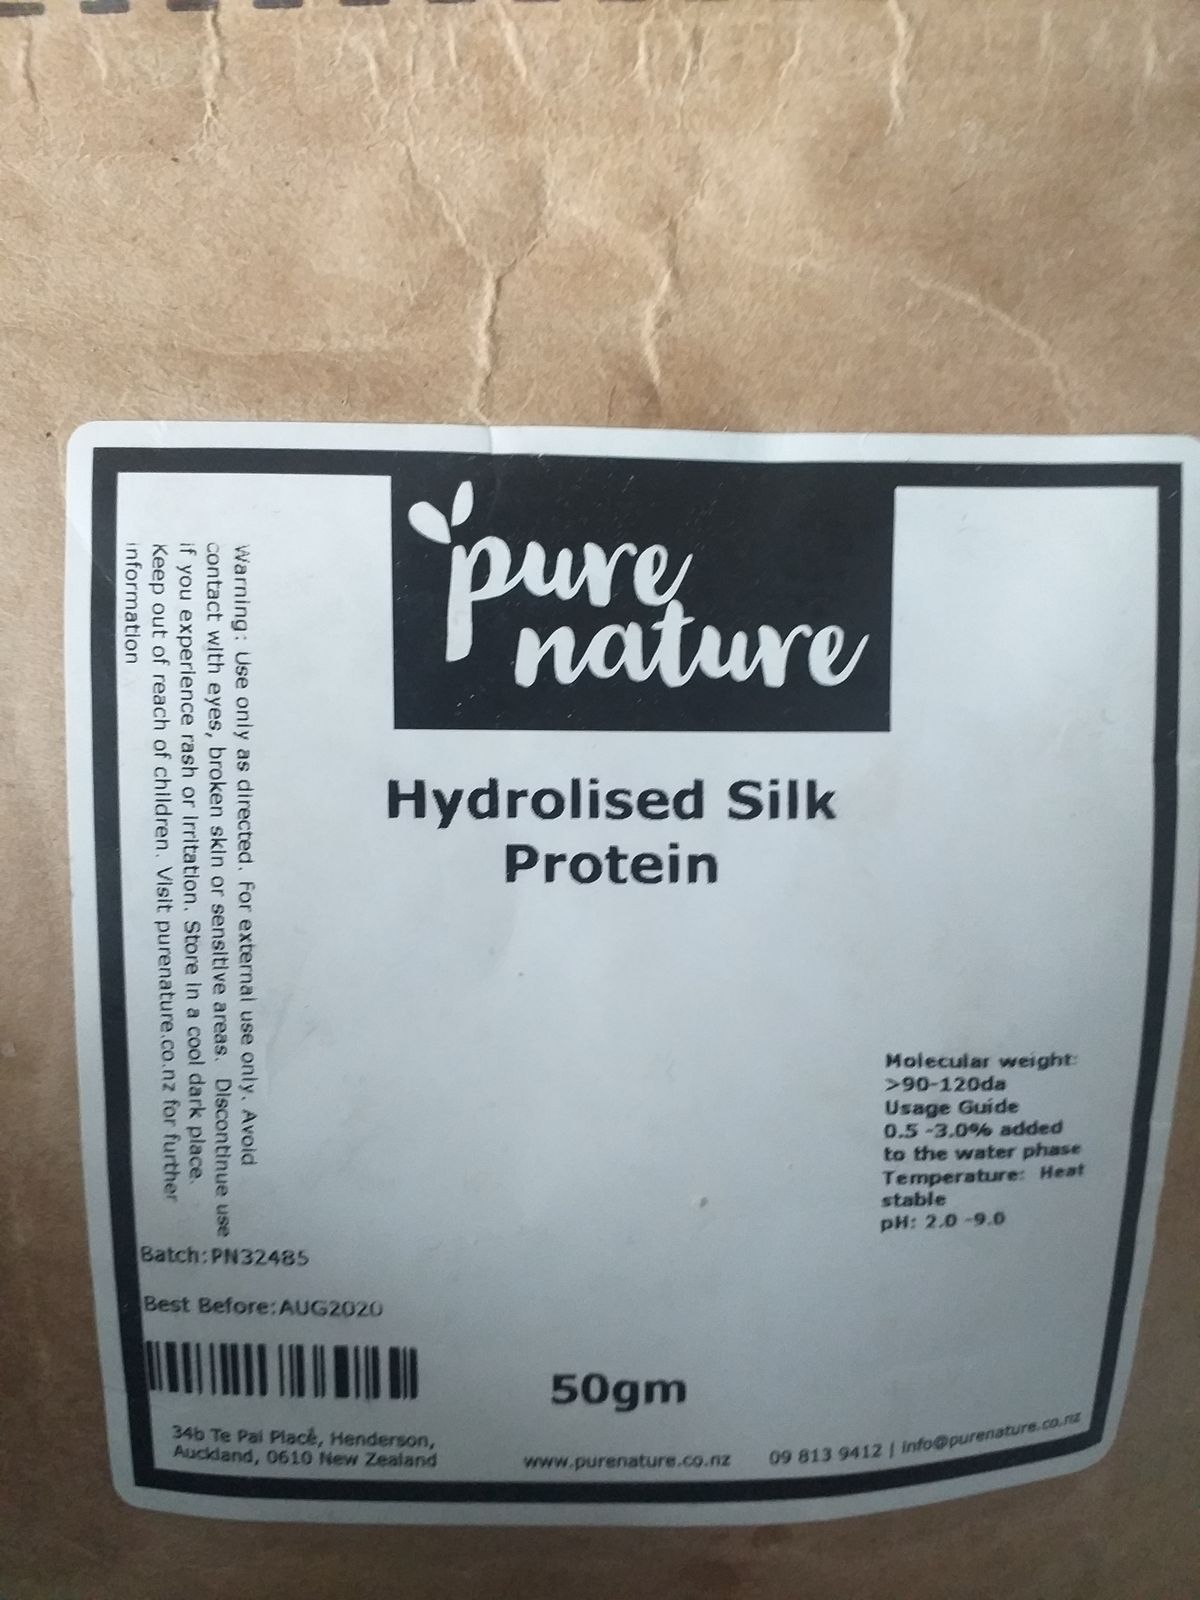 pure
nature
Hydrolised Silk
Protein
Warning: Use only as directed. For external use only. Avoid
contact with eyes, broken skin or sensitive areas. Discontinue use
if you experience rash or irritation. Store in a cool dark place.
Keep out of reach of children. Visit purenature.co.nz for further
information
Molecular weight:
>90-120da
Usage Guide
0.5 -3.0% added
to the water phase
Temperature: Heat
stable
pH: 2.0 -9.0
Batch:PN32485
Best Before:AUG2020
50gm
34b Te Pai Place, Henderson,
Auckland, 0610 New Zealand
www.purenature.co.nz
09 813 9412 | info@purenature.co.nz